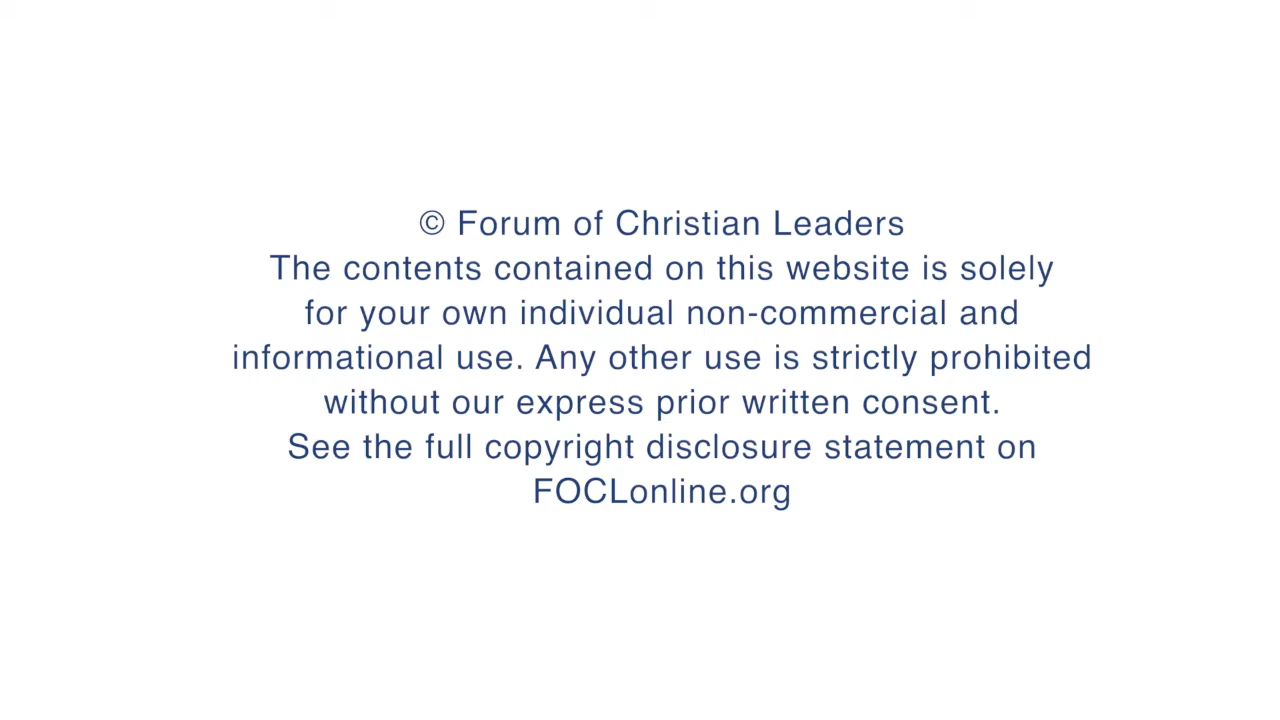 © Forum of Christian Leaders
The contents contained on this website is solely
for your own individual non-commercial and
informational use. Any other use is strictly prohibited
without our express prior written consent.
See the full copyright disclosure statement on
FOCLonline.org